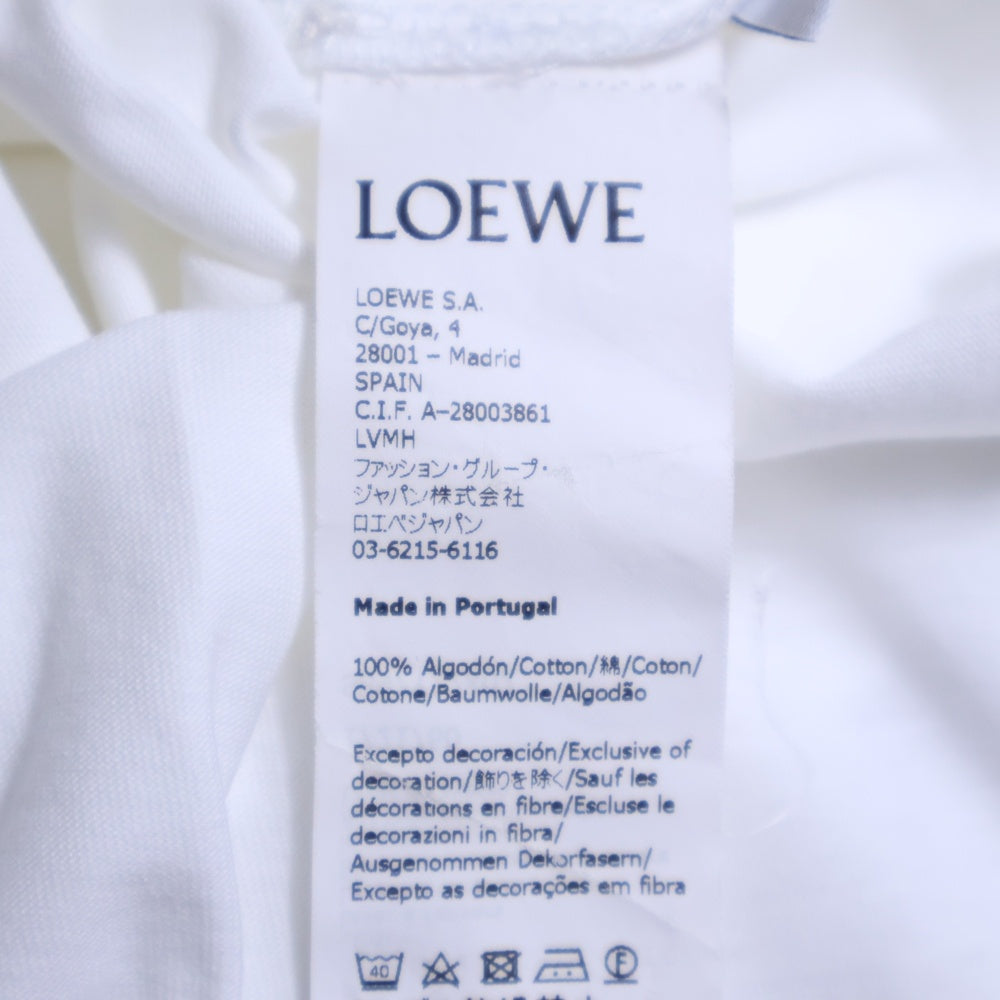 LOEWE
LOEWE S.A.
C/Goya, 4
28001 – Madrid
SPAIN
C.I.F. A–28003861
LVMH
ファッション・グループ・
ジャパン株式会社
ロエベジャパン
03-6215-6116
Made in Portugal
100% Algodón/Cotton/綿/Coton/
Cotone/Baumwolle/Algodão
Excepto decoración/Exclusive of
decoration/飾りを除く/Sauf les
décorations en fibre/Escluse le
decorazioni in fibra/
Ausgenommen Dekorfasern/
Excepto as decorações em fibra
40
F